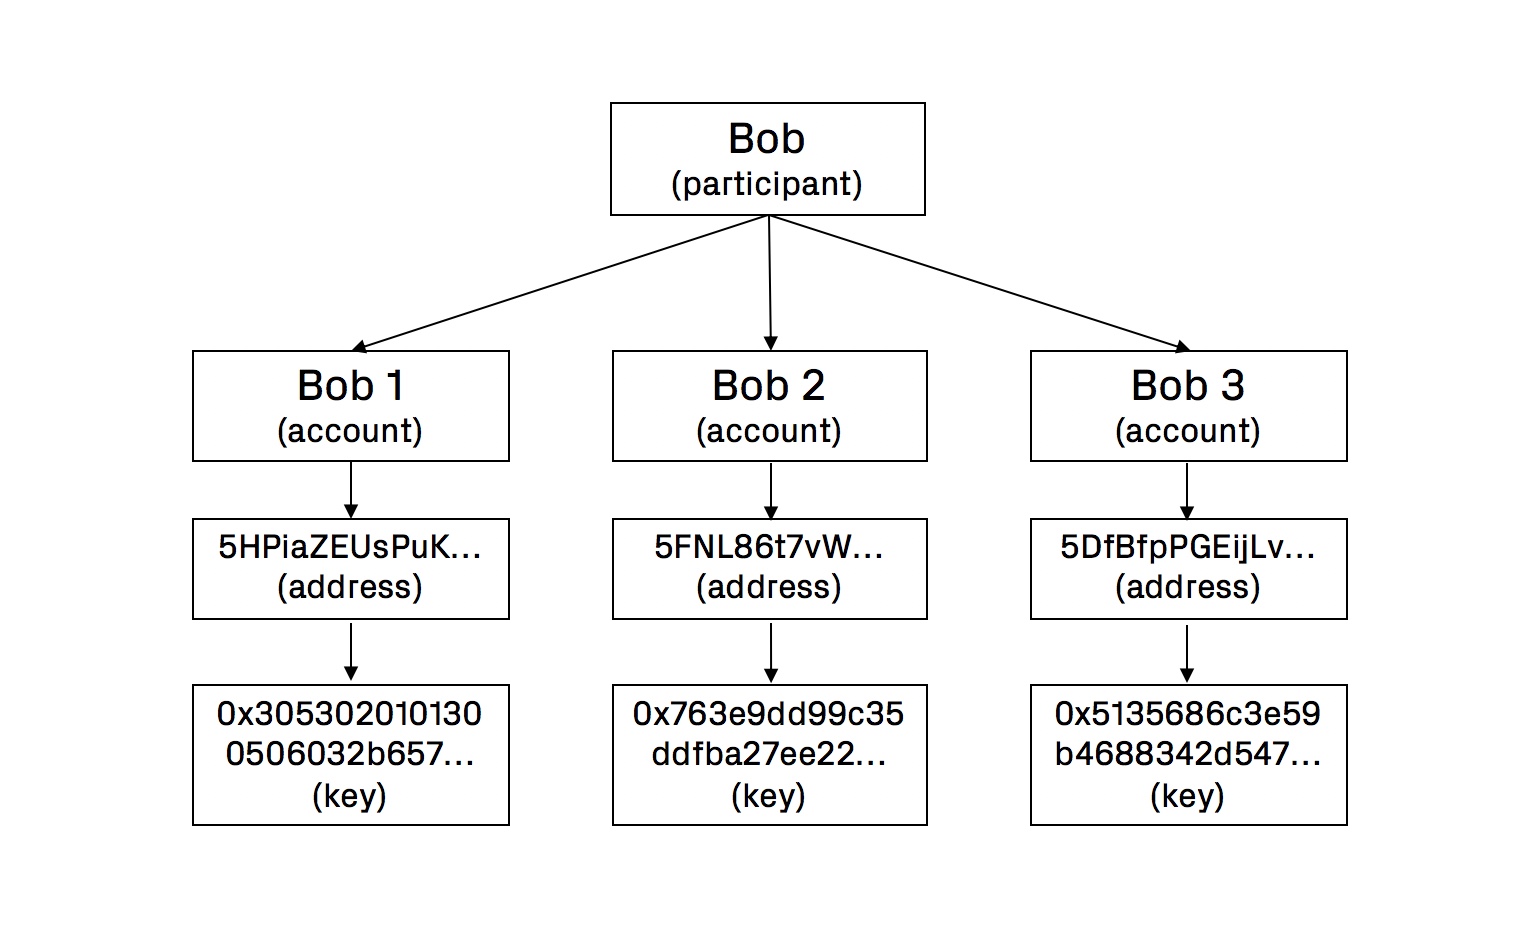 Bob
(participant)
Bob 1
(account)
Bob 2
(account)
Bob 3
(account)
5HPiaZEUsPuK...
(address)
5FNL86t7vW...
(address)
5DfBfpPGEijLv...
(address)
0x305302010130
0506032b657...
(key)
0x763e9dd99c35
ddfba27ee22...
(key)
0x5135686c3e59
b4688342d547...
(key)